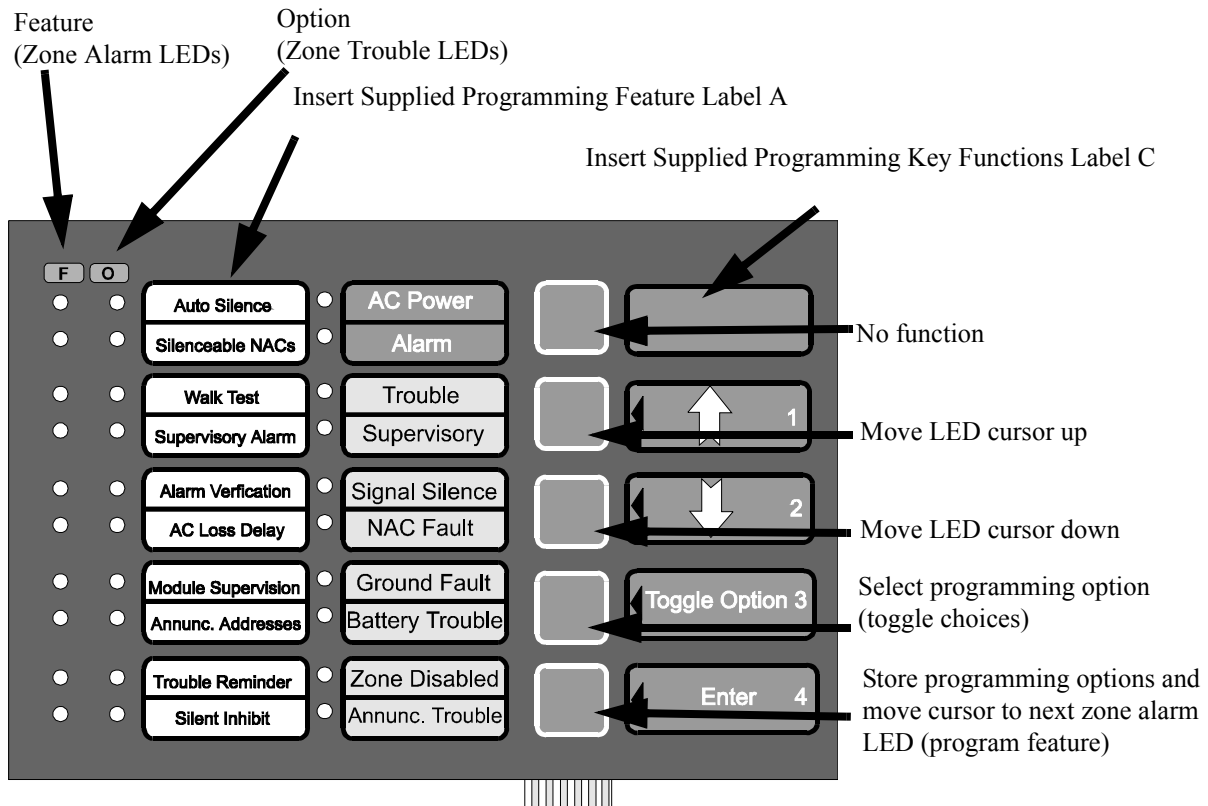 Feature
(Zone Alarm LEDs)
Option
(Zone Trouble LEDs)
Insert Supplied Programming Feature Label A
Insert Supplied Programming Key Functions Label C
F O
Auto Silence
Silenceable NACs
Walk Test
Supervisory Alarm
Alarm Verfication
AC Loss Delay
Module Supervision
Annunc. Addresses
Trouble Reminder
Silent Inhibit
AC Power
Alarm
Trouble
Supervisory
Signal Silence
NAC Fault
Ground Fault
Battery Trouble
Zone Disabled
Annunc. Trouble
1
2
Toggle Option 3
Enter 4
No function
Move LED cursor up
Move LED cursor down
Select programming option
(toggle choices)
Store programming options and
move cursor to next zone alarm
LED (program feature)